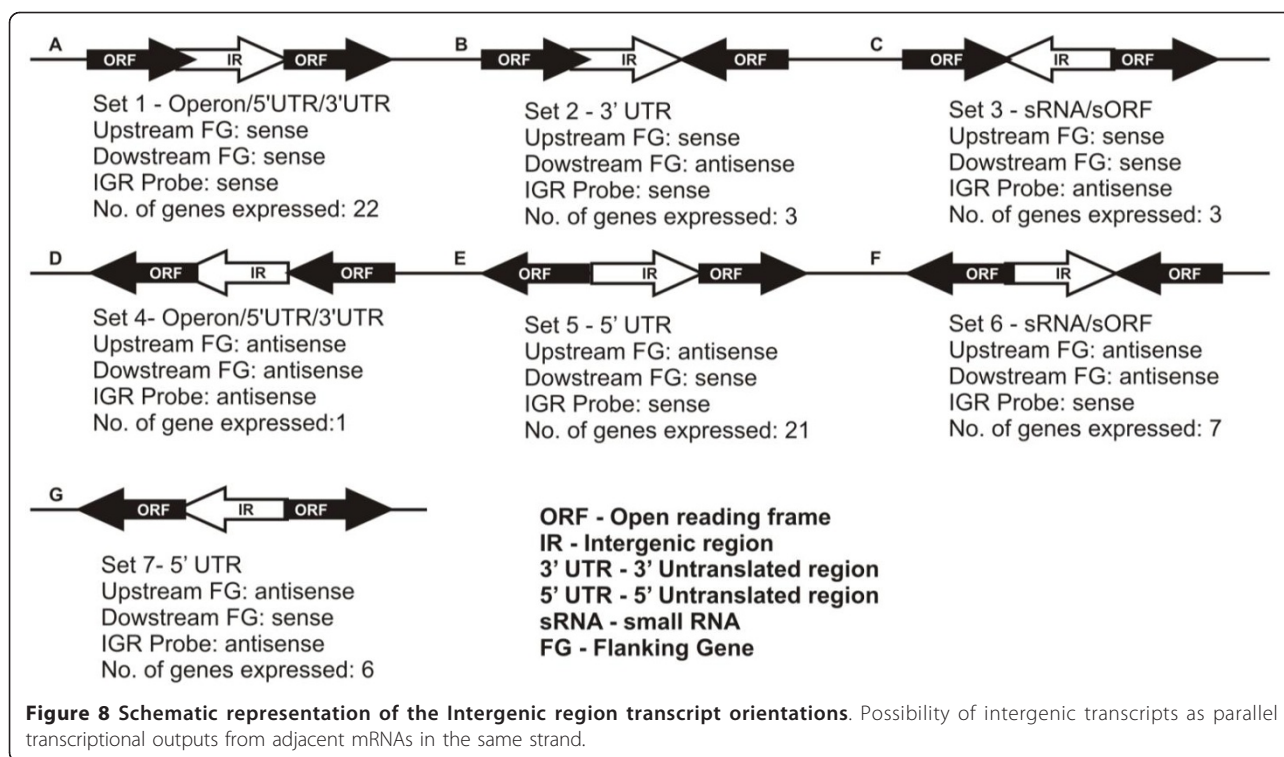 A
ORF IR ORF
Set 1 - Operon/5'UTR/3'UTR
Upstream FG: sense
Dowstream FG: sense
IGR Probe: sense
No. of genes expressed: 22
B
ORF IR ORF
Set 2 - 3’ UTR
Upstream FG: sense
Dowstream FG: antisense
IGR Probe: sense
No. of genes expressed: 3
C
ORF IR ORF
Set 3 - sRNA/sORF
Upstream FG: sense
Dowstream FG: sense
IGR Probe: antisense
No. of genes expressed: 3
D
ORF IR ORF
Set 4- Operon/5'UTR/3'UTR
Upstream FG: antisense
Dowstream FG: antisense
IGR Probe: antisense
No. of gene expressed:1
E
ORF IR ORF
Set 5 - 5’ UTR
Upstream FG: antisense
Dowstream FG: sense
IGR Probe: sense
No. of genes expressed: 21
F
ORF IR ORF
Set 6 - sRNA/sORF
Upstream FG: antisense
Dowstream FG: antisense
IGR Probe: sense
No. of genes expressed: 7
G
ORF IR ORF
Set 7- 5’ UTR
Upstream FG: antisense
Dowstream FG: sense
IGR Probe: antisense
No. of genes expressed: 6
ORF - Open reading frame
IR - Intergenic region
3’ UTR - 3’ Untranslated region
5’ UTR - 5’ Untranslated region
sRNA - small RNA
FG - Flanking Gene
Figure 8 Schematic representation of the Intergenic region transcript orientations. Possibility of intergenic transcripts as parallel
transcriptional outputs from adjacent mRNAs in the same strand.